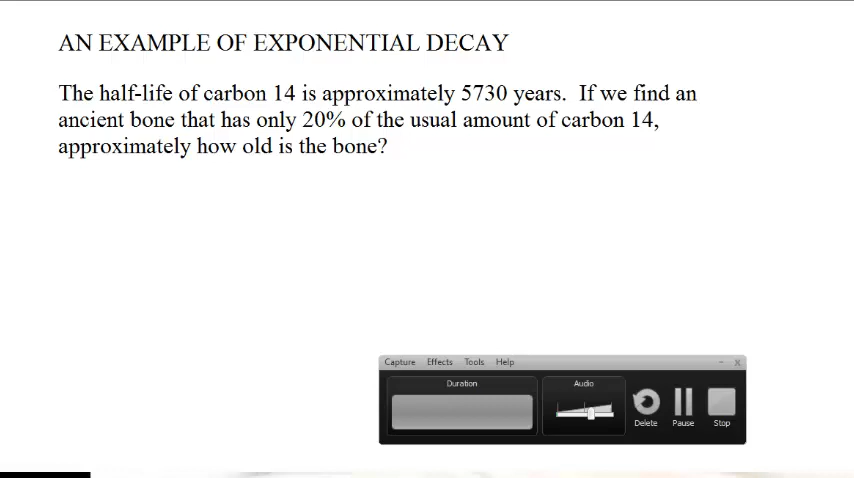 AN EXAMPLE OF EXPONENTIAL DECAY
The half-life of carbon 14 is approximately 5730 years.  If we find an
ancient bone that has only 20% of the usual amount of carbon 14,
approximately how old is the bone?
Capture Effects Tools Help – x
Duration Audio
Delete Pause Stop